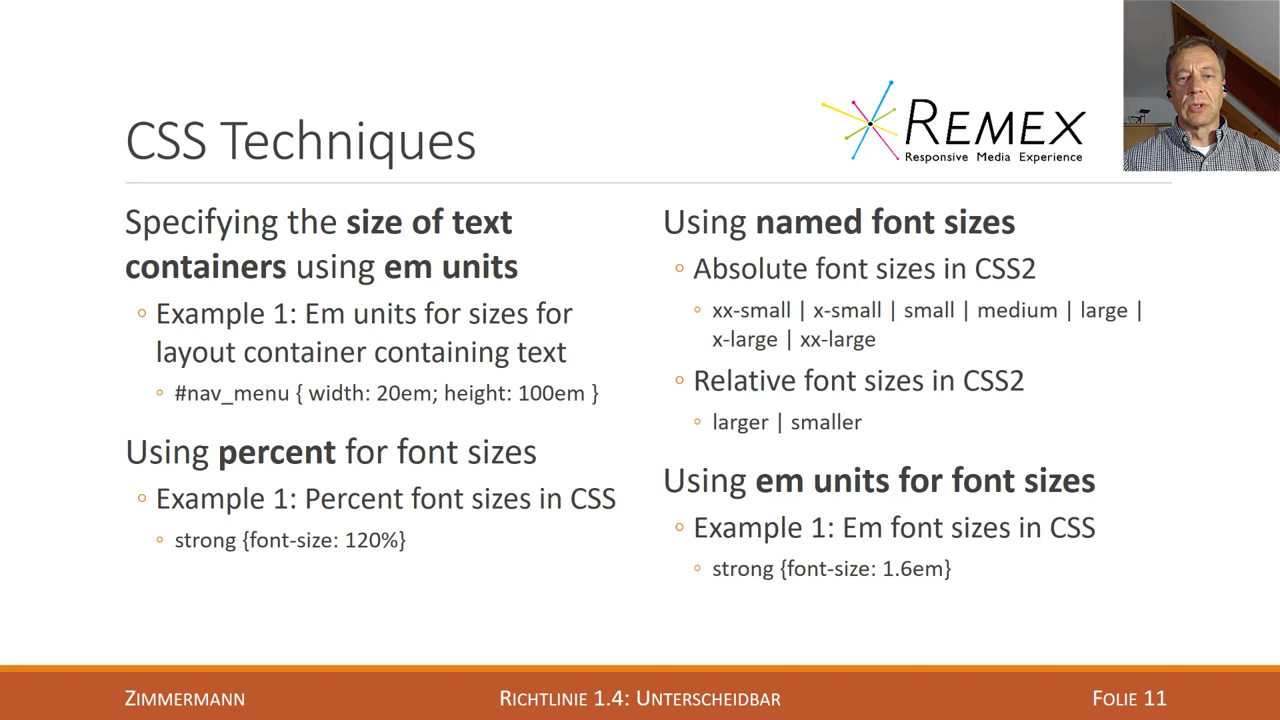 CSS Techniques
REMEX
Responsive Media Experience
Specifying the size of text
containers using em units
Example 1: Em units for sizes for
layout container containing text
#nav_menu { width: 20em; height: 100em }
Using percent for font sizes
Example 1: Percent font sizes in CSS
strong {font-size: 120%}
Using named font sizes
Absolute font sizes in CSS2
xx-small | x-small | small | medium | large |
x-large | xx-large
Relative font sizes in CSS2
larger | smaller
Using em units for font sizes
Example 1: Em font sizes in CSS
strong {font-size: 1.6em}
ZIMMERMANN
RICHTLINIE 1.4: UNTERSCHEIDBAR
FOLIE 11